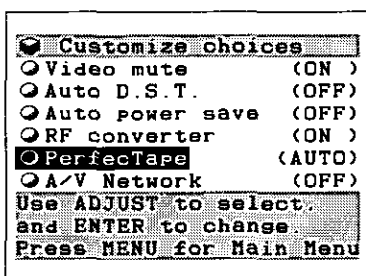 Customize choices
Video mute (ON )
Auto D.S.T. (OFF)
Auto power save (OFF)
RF converter (ON )
PerfecTape (AUTO)
A/V Network (OFF)
Use ADJUST to select,
and ENTER to change.
Press MENU for Main Menu